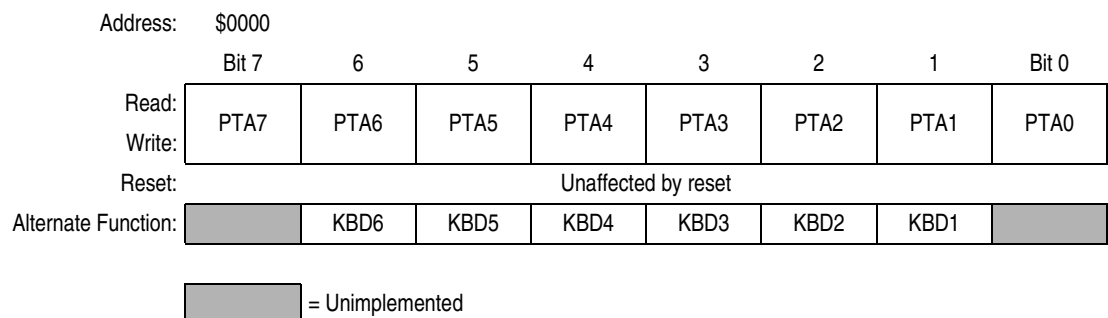 Address: $0000
Bit 7 6 5 4 3 2 1 Bit 0
Read:
PTA7 PTA6 PTA5 PTA4 PTA3 PTA2 PTA1 PTA0
Write:
Reset: Unaffected by reset
Alternate Function: KBD6 KBD5 KBD4 KBD3 KBD2 KBD1
= Unimplemented